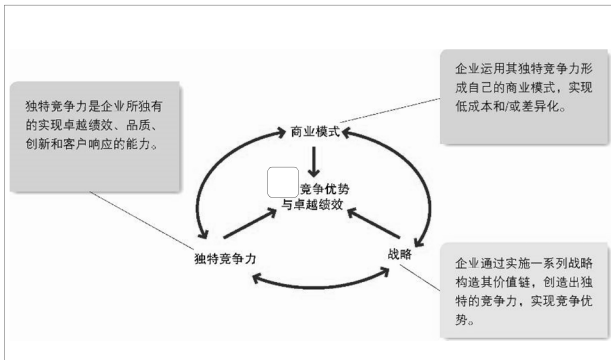 企业运用其独特竞争力形
成自己的商业模式，实现
低成本和/或差异化。
独特竞争力是企业所独有
的实现卓越绩效、品质、
创新和客户响应的能力。
商业模式
竞争优势
与卓越绩效
独特竞争力
战略
企业通过实施一系列战略
构造其价值链，创造出独
特的竞争力，实现竞争优
势。